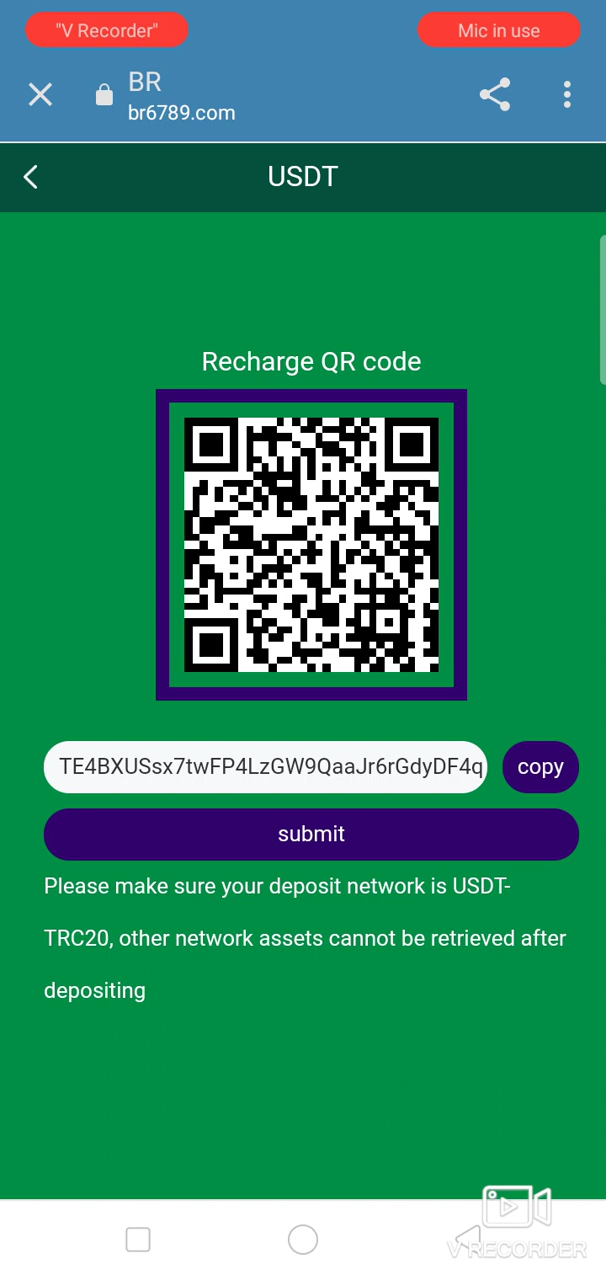 "V Recorder"
Mic in use
BR
br6789.com
USDT
Recharge QR code
TE4BXUSsx7twFP4LzGW9QaaJr6rGdyDF4q
copy
submit
Please make sure your deposit network is USDT-
TRC20, other network assets cannot be retrieved after
depositing
V RECORDER